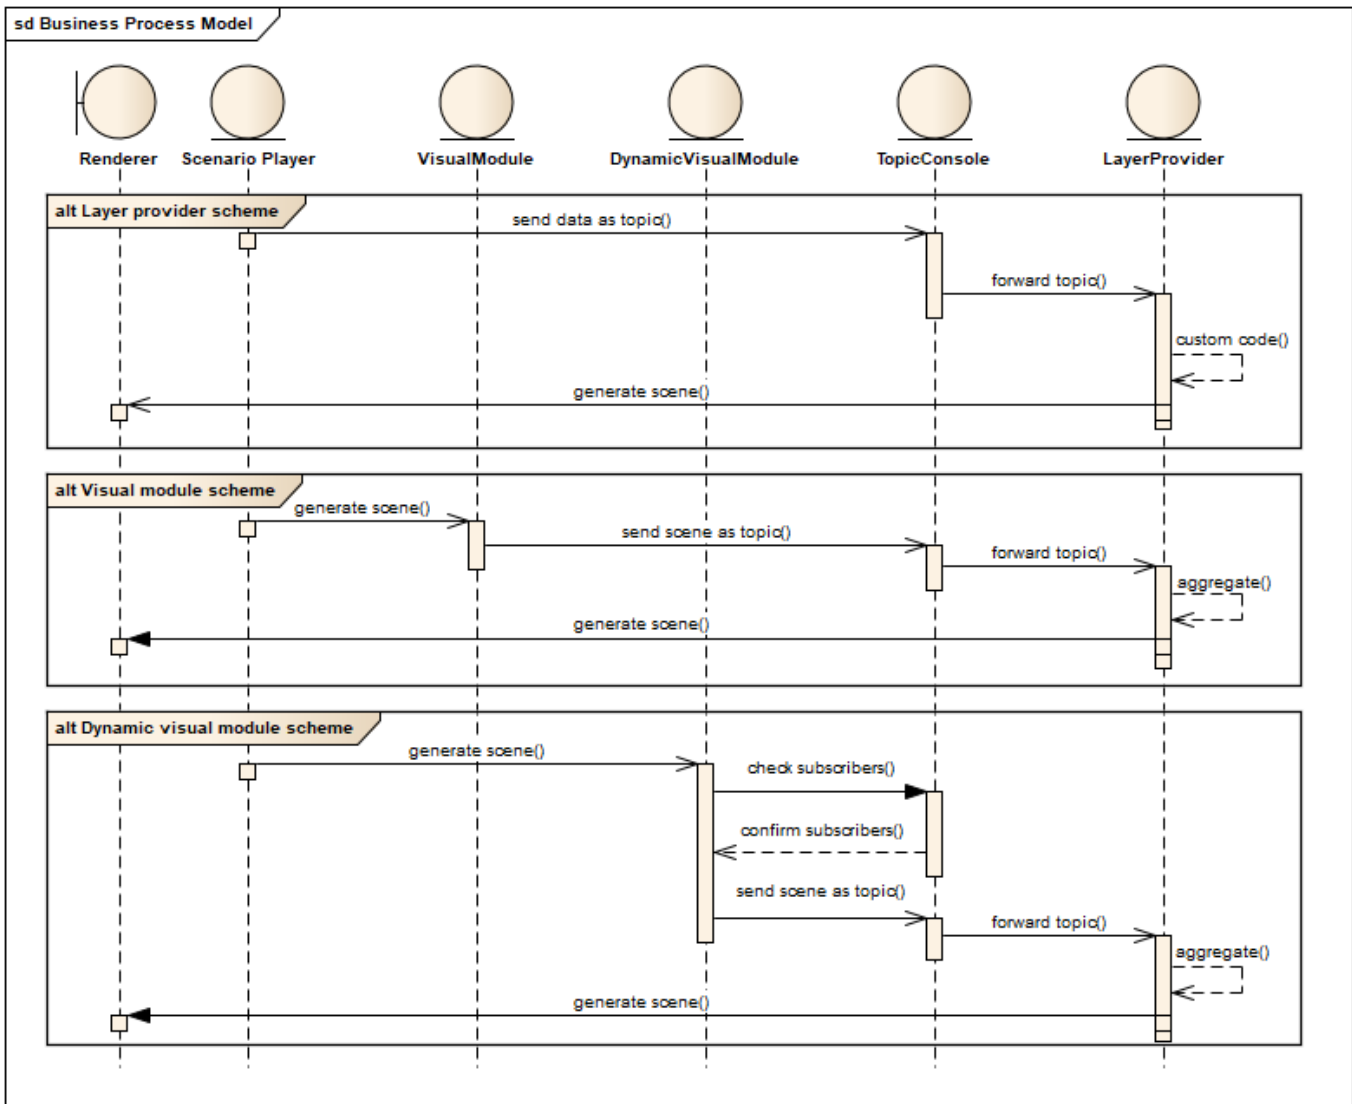 sd Business Process Model
Renderer
Scenario Player
VisualModule
DynamicVisualModule
TopicConsole
LayerProvider
alt Layer provider scheme
send data as topic()
forward topic()
custom code()
generate scene()
alt Visual module scheme
generate scene()
send scene as topic()
forward topic()
aggregate()
generate scene()
alt Dynamic visual module scheme
generate scene()
check subscribers()
confirm subscribers()
send scene as topic()
forward topic()
aggregate()
generate scene()